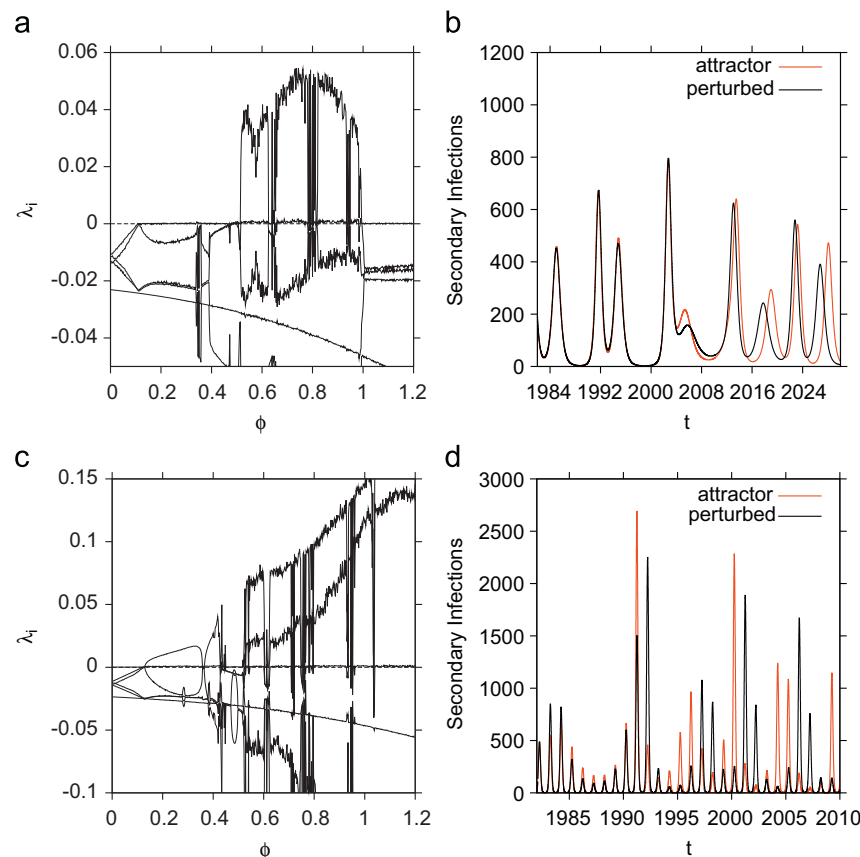 a
0.06
0.04
0.02
0
-0.02
-0.04
λi
0 0.2 0.4 0.6 0.8 1.0 1.2
ϕ
b
1200
1000
800
600
400
200
0
Secondary Infections
attractor
perturbed
1984 1992 2000 2008 2016 2024
t
c
0.15
0.1
0.05
0
-0.05
-0.1
λi
0 0.2 0.4 0.6 0.8 1.0 1.2
ϕ
d
3000
2500
2000
1500
1000
500
0
Secondary Infections
attractor
perturbed
1985 1990 1995 2000 2005 2010
t